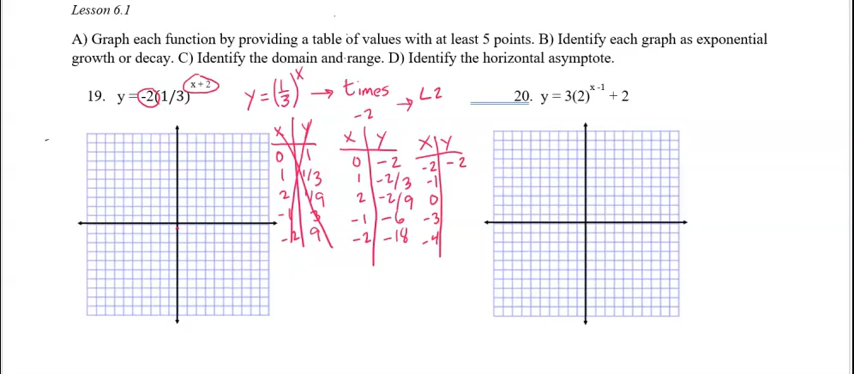 Lesson 6.1
A) Graph each function by providing a table of values with at least 5 points. B) Identify each graph as exponential
growth or decay. C) Identify the domain and range. D) Identify the horizontal asymptote.
19. y = -2(1/3)^(x + 2)
y = (1/3)^x → times -2 → L2
20. y = 3(2)^(x - 1) + 2
x | y
0 | 1
1 | 1/3
2 | 1/9
-1 | 3
-2 | 9
x | y
0 | -2
1 | -2/3
2 | -2/9
-1 | -6
-2 | -18
x | y
-2 | -2
-1
0
-3
-4